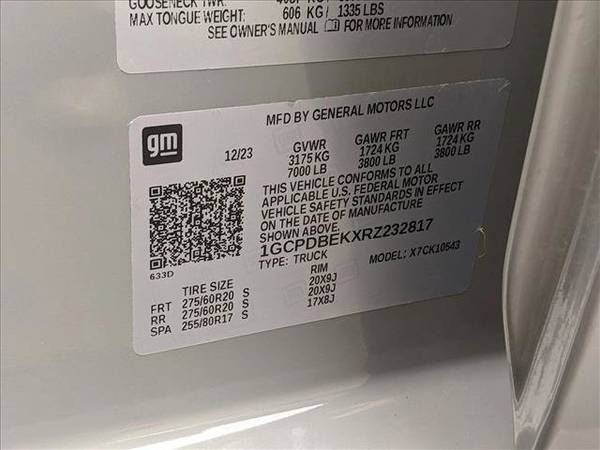 MAX TONGUE WEIGHT: 606 KG / 1335 LBS
SEE OWNER'S MANUAL FOR MORE INFORMATION
MFD BY GENERAL MOTORS LLC
gm
12/23 GVWR GAWR FRT GAWR RR
3175 KG 1724 KG 1724 KG
7000 LB 3800 LB 3800 LB
THIS VEHICLE CONFORMS TO ALL
APPLICABLE U.S. FEDERAL MOTOR
VEHICLE SAFETY STANDARDS IN EFFECT
ON THE DATE OF MANUFACTURE
1GCPDBEKXRZ232817
TYPE: TRUCK MODEL: X7CK10543
633D
TIRE SIZE RIM
FRT 275/60R20 S 20X9J
RR 275/60R20 S 20X9J
SPA 255/80R17 S 17X8J